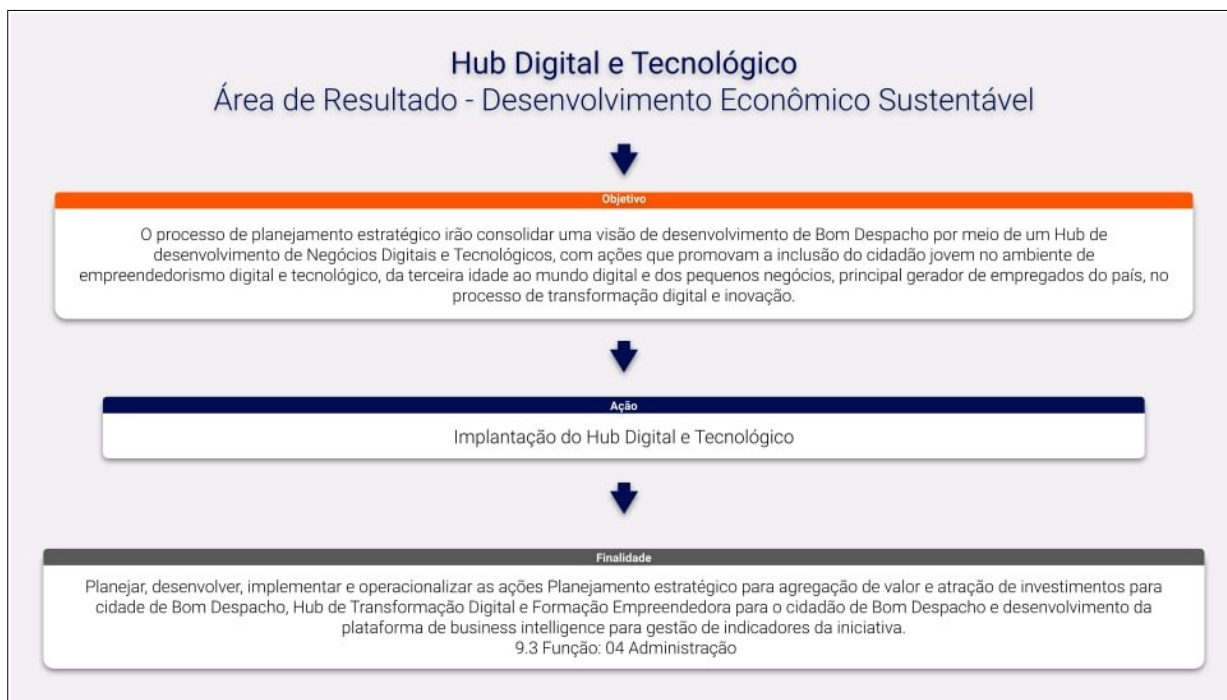 Hub Digital e Tecnológico
Área de Resultado - Desenvolvimento Econômico Sustentável
Objetivo
O processo de planejamento estratégico irão consolidar uma visão de desenvolvimento de Bom Despacho por meio de um Hub de
desenvolvimento de Negócios Digitais e Tecnológicos, com ações que promovam a inclusão do cidadão jovem no ambiente de
empreendedorismo digital e tecnológico, da terceira idade ao mundo digital e dos pequenos negócios, principal gerador de empregados do país, no
processo de transformação digital e inovação.
Ação
Implantação do Hub Digital e Tecnológico
Finalidade
Planejar, desenvolver, implementar e operacionalizar as ações Planejamento estratégico para agregação de valor e atração de investimentos para
cidade de Bom Despacho, Hub de Transformação Digital e Formação Empreendedora para o cidadão de Bom Despacho e desenvolvimento da
plataforma de business intelligence para gestão de indicadores da iniciativa.
9.3 Função: 04 Administração